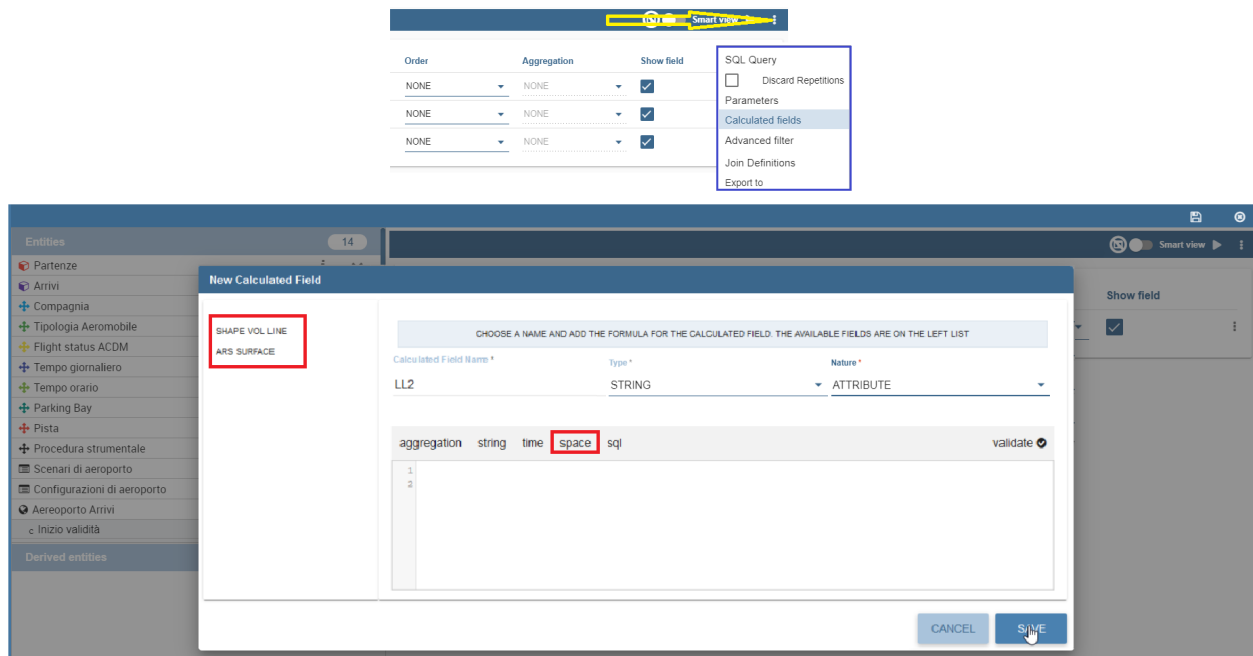 Smart view
Order Aggregation Show field
NONE NONE
NONE NONE
NONE NONE
SQL Query
Discard Repetitions
Parameters
Calculated fields
Advanced filter
Join Definitions
Export to
Entities 14
Smart view
Partenze
Arrivi
Compagnia
Tipologia Aeromobile
Flight status ACDM
Tempo giornaliero
Tempo orario
Parking Bay
Pista
Procedura strumentale
Scenari di aeroporto
Configurazioni di aeroporto
Aereoporto Arrivi
c Inizio validità
Derived entities
Show field
New Calculated Field
SHAPE VOL LINE
ARS SURFACE
CHOOSE A NAME AND ADD THE FORMULA FOR THE CALCULATED FIELD. THE AVAILABLE FIELDS ARE ON THE LEFT LIST
Calculated Field Name * Type * Nature *
LL2 STRING ATTRIBUTE
aggregation string time space sql validate
1
2
CANCEL SAVE